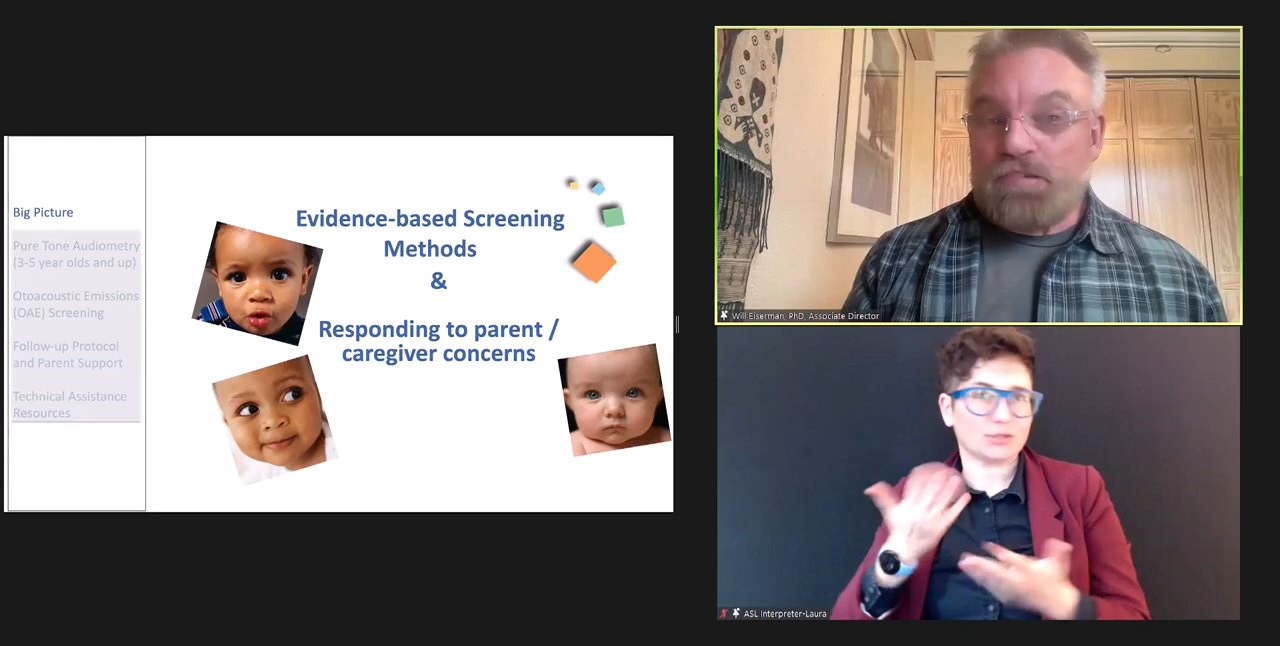 Big Picture
Pure Tone Audiometry
(3-5 year olds and up)
Otoacoustic Emissions
(OAE) Screening
Follow-up Protocol
and Parent Support
Technical Assistance
Resources
Evidence-based Screening
Methods
&
Responding to parent /
caregiver concerns
Will Eiserman, PhD, Associate Director
ASL Interpreter-Laura